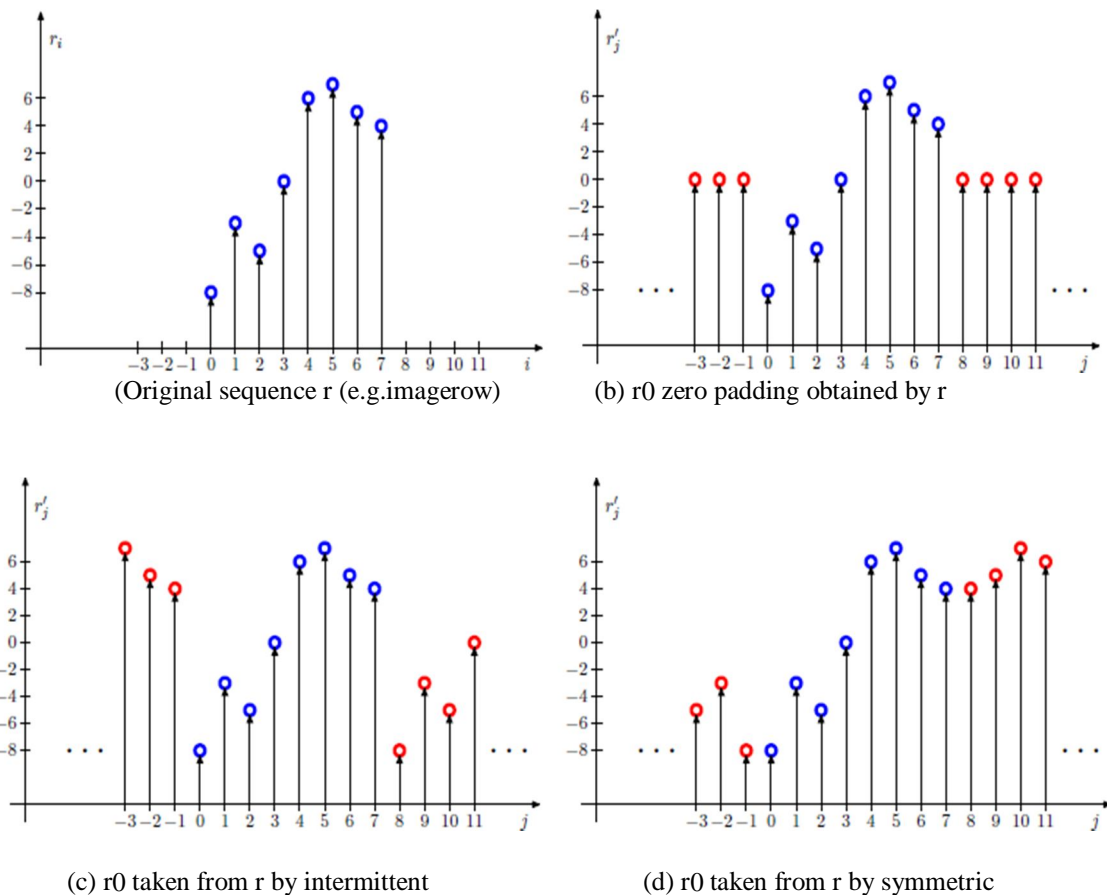 r_i
6
4
2
0
−2
−4
−6
−8
−3 −2 −1 0 1 2 3 4 5 6 7 8 9 10 11 i
(Original sequence r (e.g.imagerow)
r'_j
6
4
2
0
−2
−4
−6
−8
· · · · · ·
−3 −2 −1 0 1 2 3 4 5 6 7 8 9 10 11 j
(b) r0 zero padding obtained by r
r'_j
6
4
2
0
−2
−4
−6
−8
· · · · · ·
−3 −2 −1 0 1 2 3 4 5 6 7 8 9 10 11 j
(c) r0 taken from r by intermittent
r'_j
6
4
2
0
−2
−4
−6
−8
· · · · · ·
−3 −2 −1 0 1 2 3 4 5 6 7 8 9 10 11 j
(d) r0 taken from r by symmetric